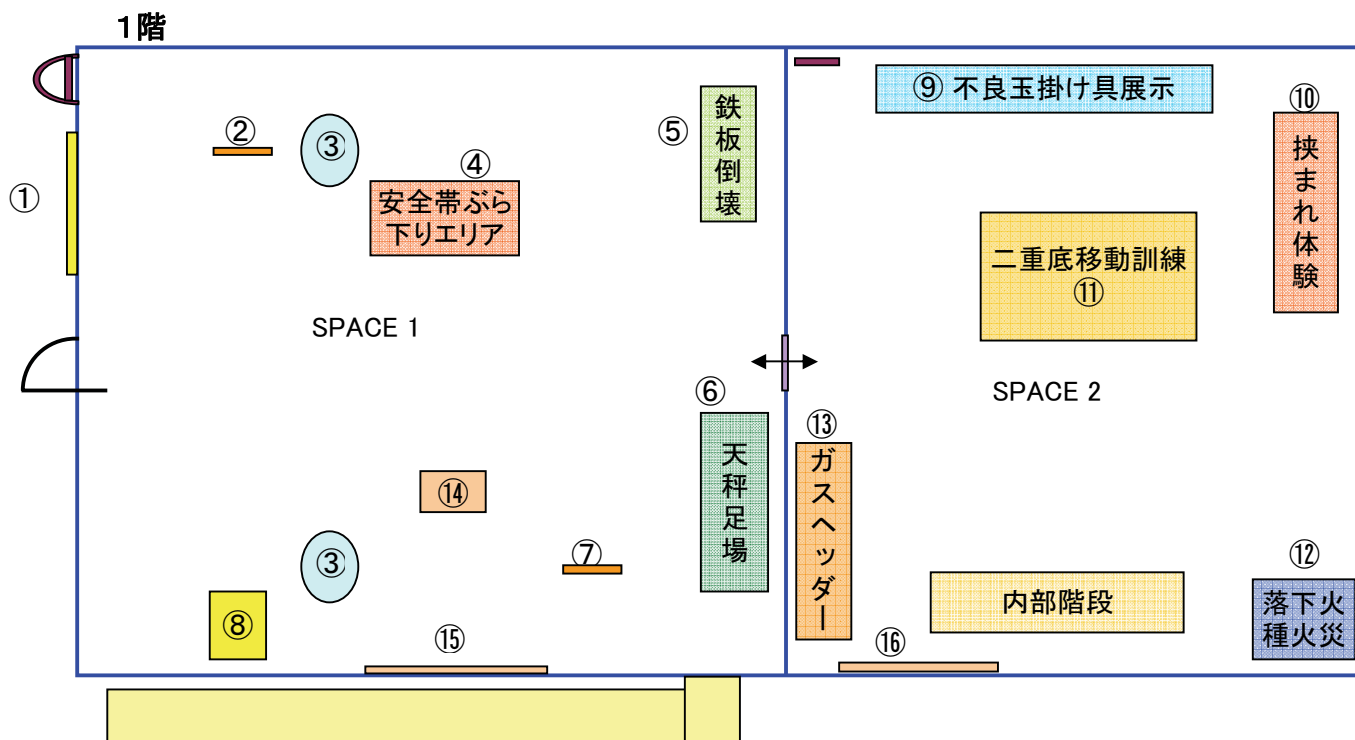 1階
①
②
③
④
安全帯ぶら
下りエリア
⑤
鉄板倒壊
SPACE 1
⑥
天秤足場
⑭
③
⑦
⑧
⑮
⑨ 不良玉掛け具展示
⑩
挟まれ体験
二重底移動訓練
⑪
SPACE 2
⑬
ガスヘッダー
内部階段
⑫
落下火
種火災
⑯